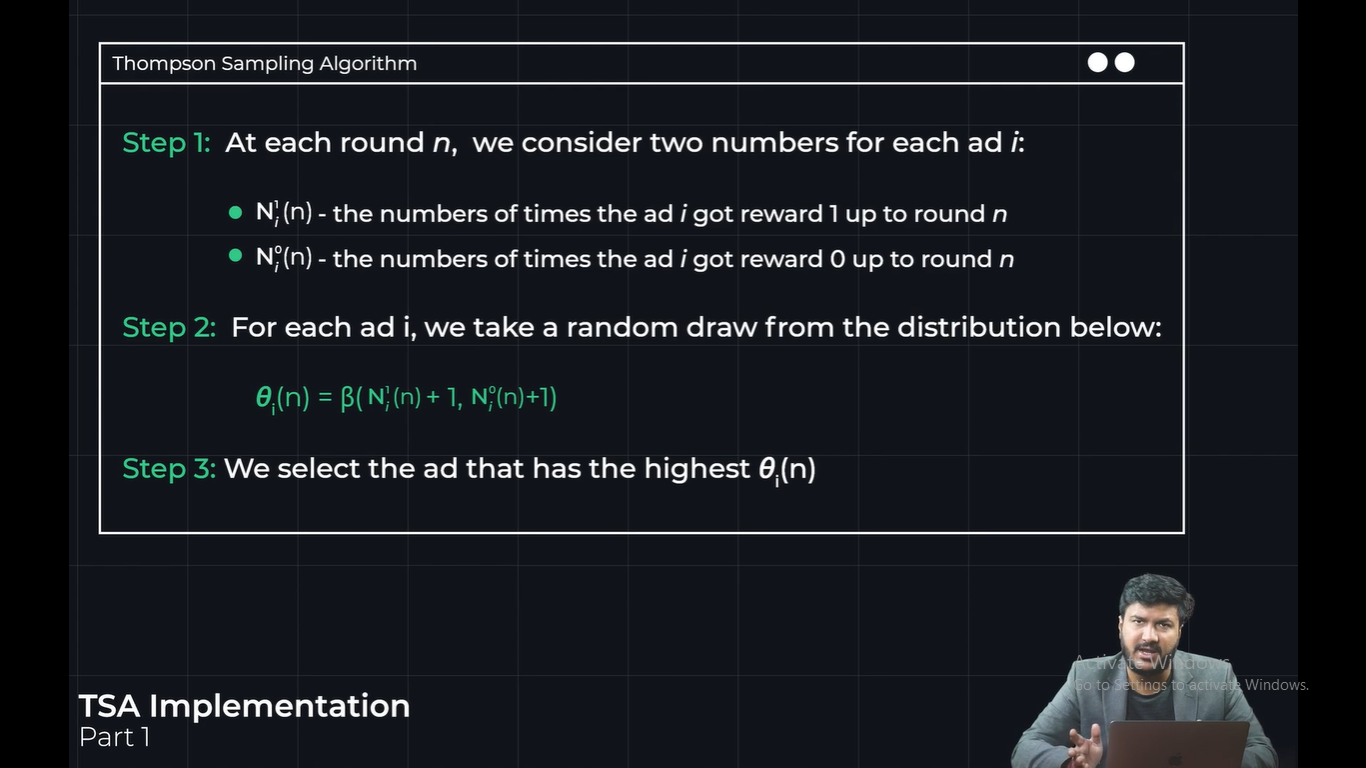 Thompson Sampling Algorithm
Step 1: At each round n, we consider two numbers for each ad i:
N¹ᵢ(n) - the numbers of times the ad i got reward 1 up to round n
N⁰ᵢ(n) - the numbers of times the ad i got reward 0 up to round n
Step 2: For each ad i, we take a random draw from the distribution below:
θᵢ(n) = β( N¹ᵢ(n) + 1, N⁰ᵢ(n)+1)
Step 3: We select the ad that has the highest θᵢ(n)
Activate Windows
Go to Settings to activate Windows.
TSA Implementation
Part 1